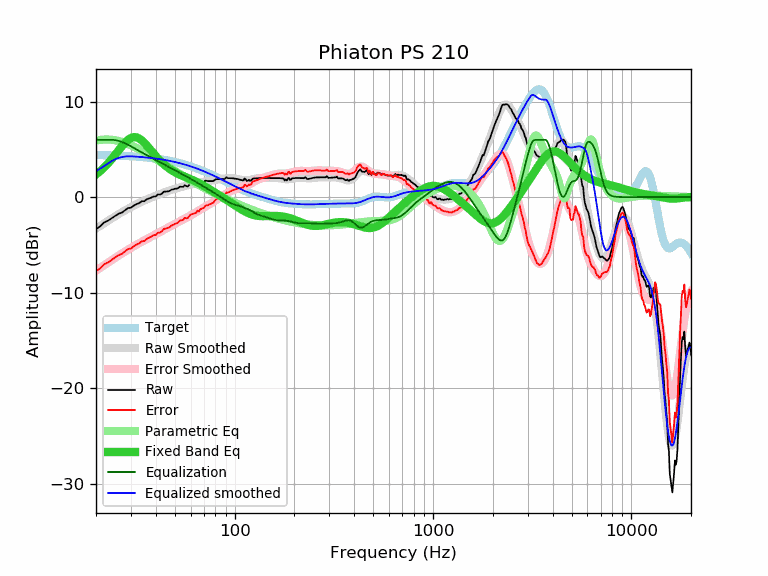 Phiaton PS 210
Amplitude (dBr)
10
0
−10
−20
−30
Target
Raw Smoothed
Error Smoothed
Raw
Error
Parametric Eq
Fixed Band Eq
Equalization
Equalized smoothed
100 1000 10000
Frequency (Hz)